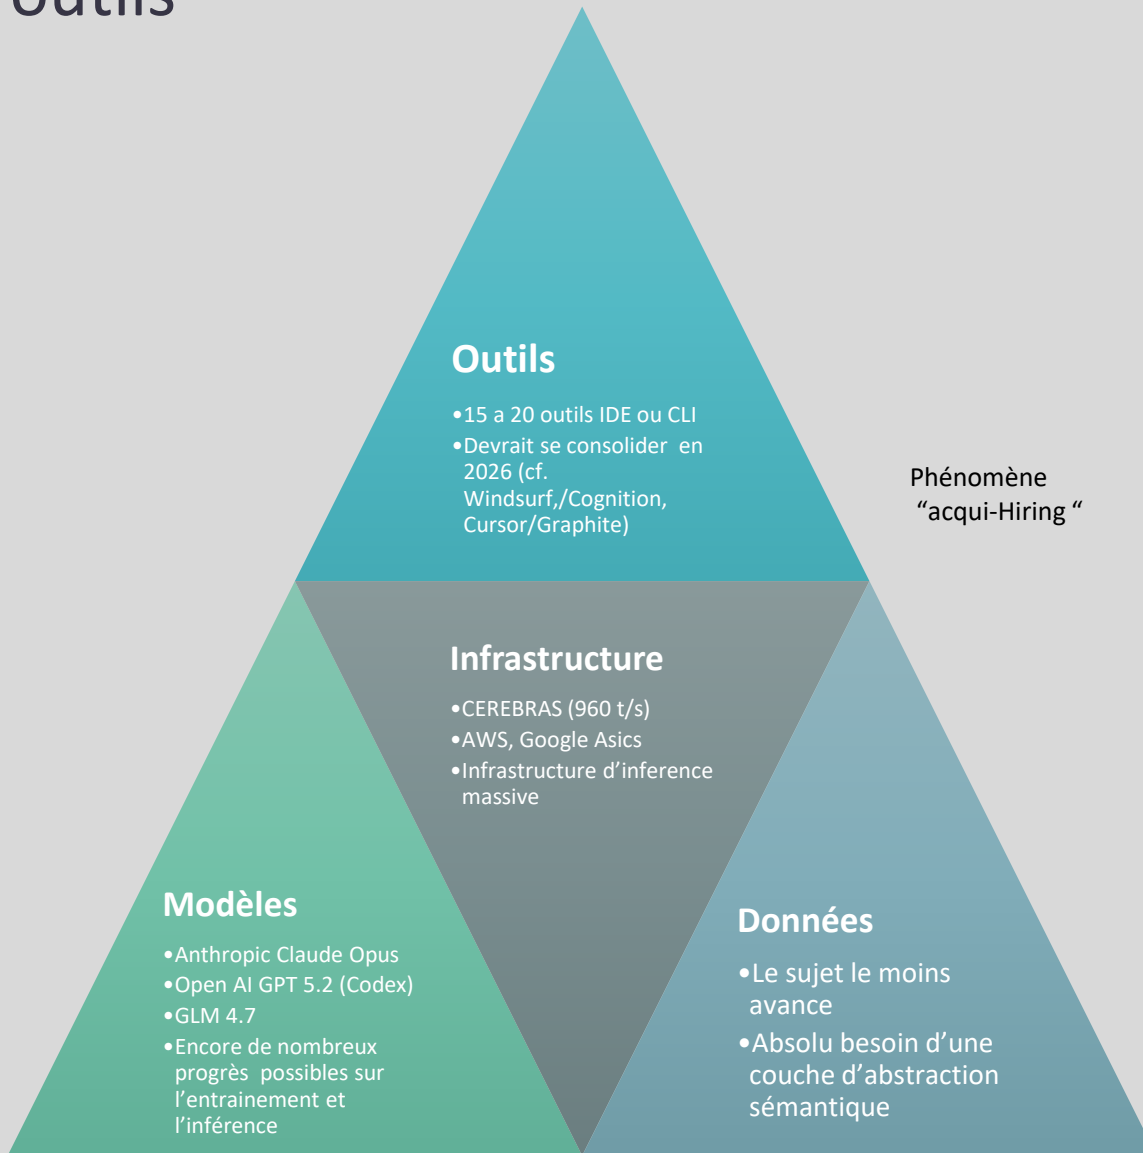 outils
Outils
•15 a 20 outils IDE ou CLI
•Devrait se consolider en
2026 (cf.
Windsurf,/Cognition,
Cursor/Graphite)
Phénomène
“acqui-Hiring “
Infrastructure
•CEREBRAS (960 t/s)
•AWS, Google Asics
•Infrastructure d’inference
massive
Modèles
•Anthropic Claude Opus
•Open AI GPT 5.2 (Codex)
•GLM 4.7
•Encore de nombreux
progrès possibles sur
l’entrainement et
l’inférence
Données
•Le sujet le moins
avance
•Absolu besoin d’une
couche d’abstraction
sémantique